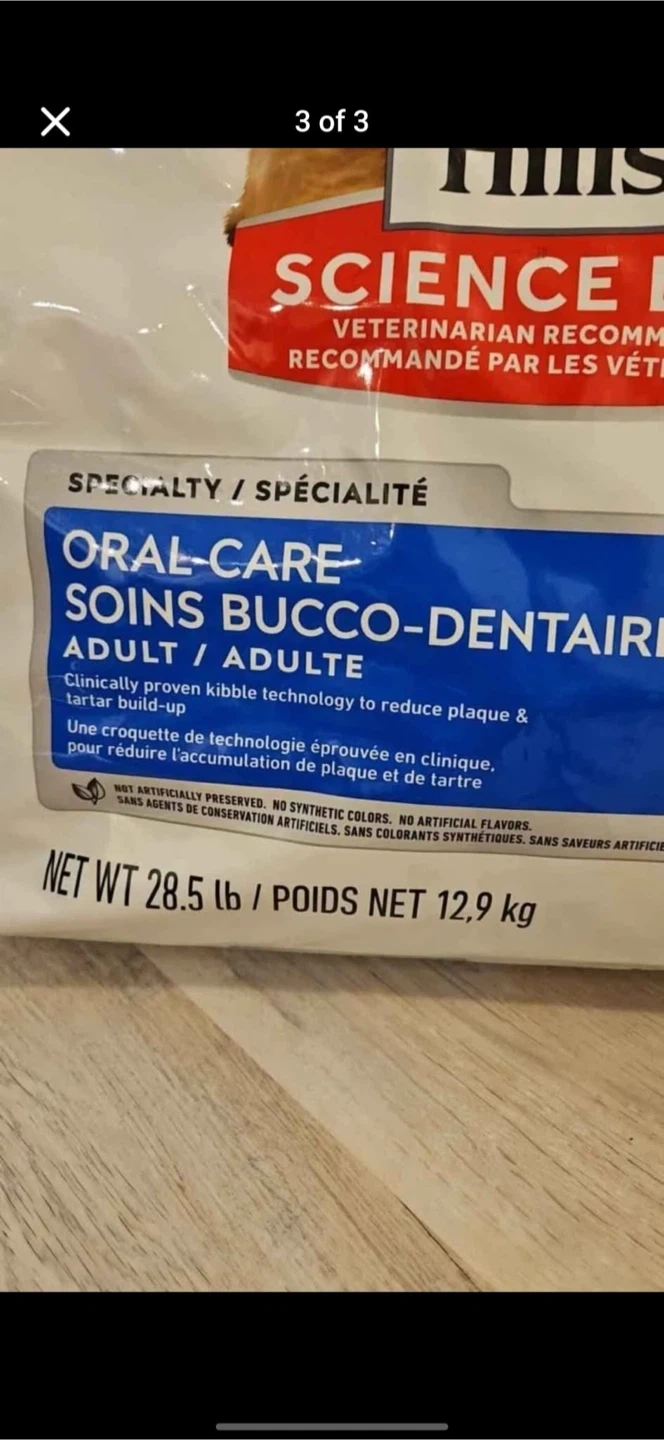 3 of 3
Hills
SCIENCE
VETERINARIAN RECOMM
RECOMMANDÉ PAR LES VÉT
SPECIALTY / SPÉCIALITÉ
ORAL CARE
SOINS BUCCO-DENTAIR
ADULT / ADULTE
Clinically proven kibble technology to reduce plaque &
tartar build-up
Une croquette de technologie éprouvée en clinique,
pour réduire l'accumulation de plaque et de tartre
NOT ARTIFICIALLY PRESERVED. NO SYNTHETIC COLORS. NO ARTIFICIAL FLAVORS.
SANS AGENTS DE CONSERVATION ARTIFICIELS. SANS COLORANTS SYNTHÉTIQUES. SANS SAVEURS ARTIFICIE
NET WT 28.5 lb / POIDS NET 12,9 kg